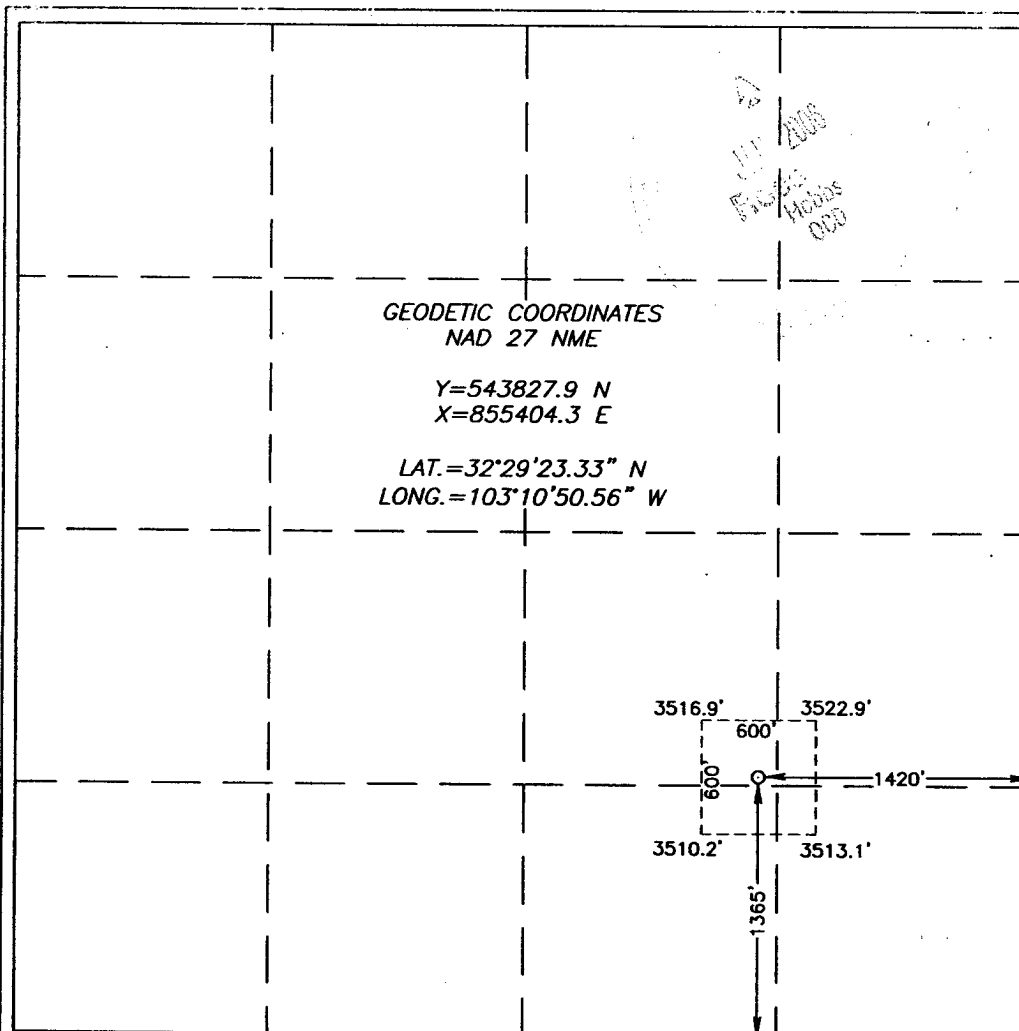 2006
Hobbs
OCD
GEODETIC COORDINATES
NAD 27 NME
Y=543827.9 N
X=855404.3 E
LAT.=32°29'23.33" N
LONG.=103°10'50.56" W
3516.9' 3522.9'
600'
600'
1420'
3510.2' 3513.1'
1365'